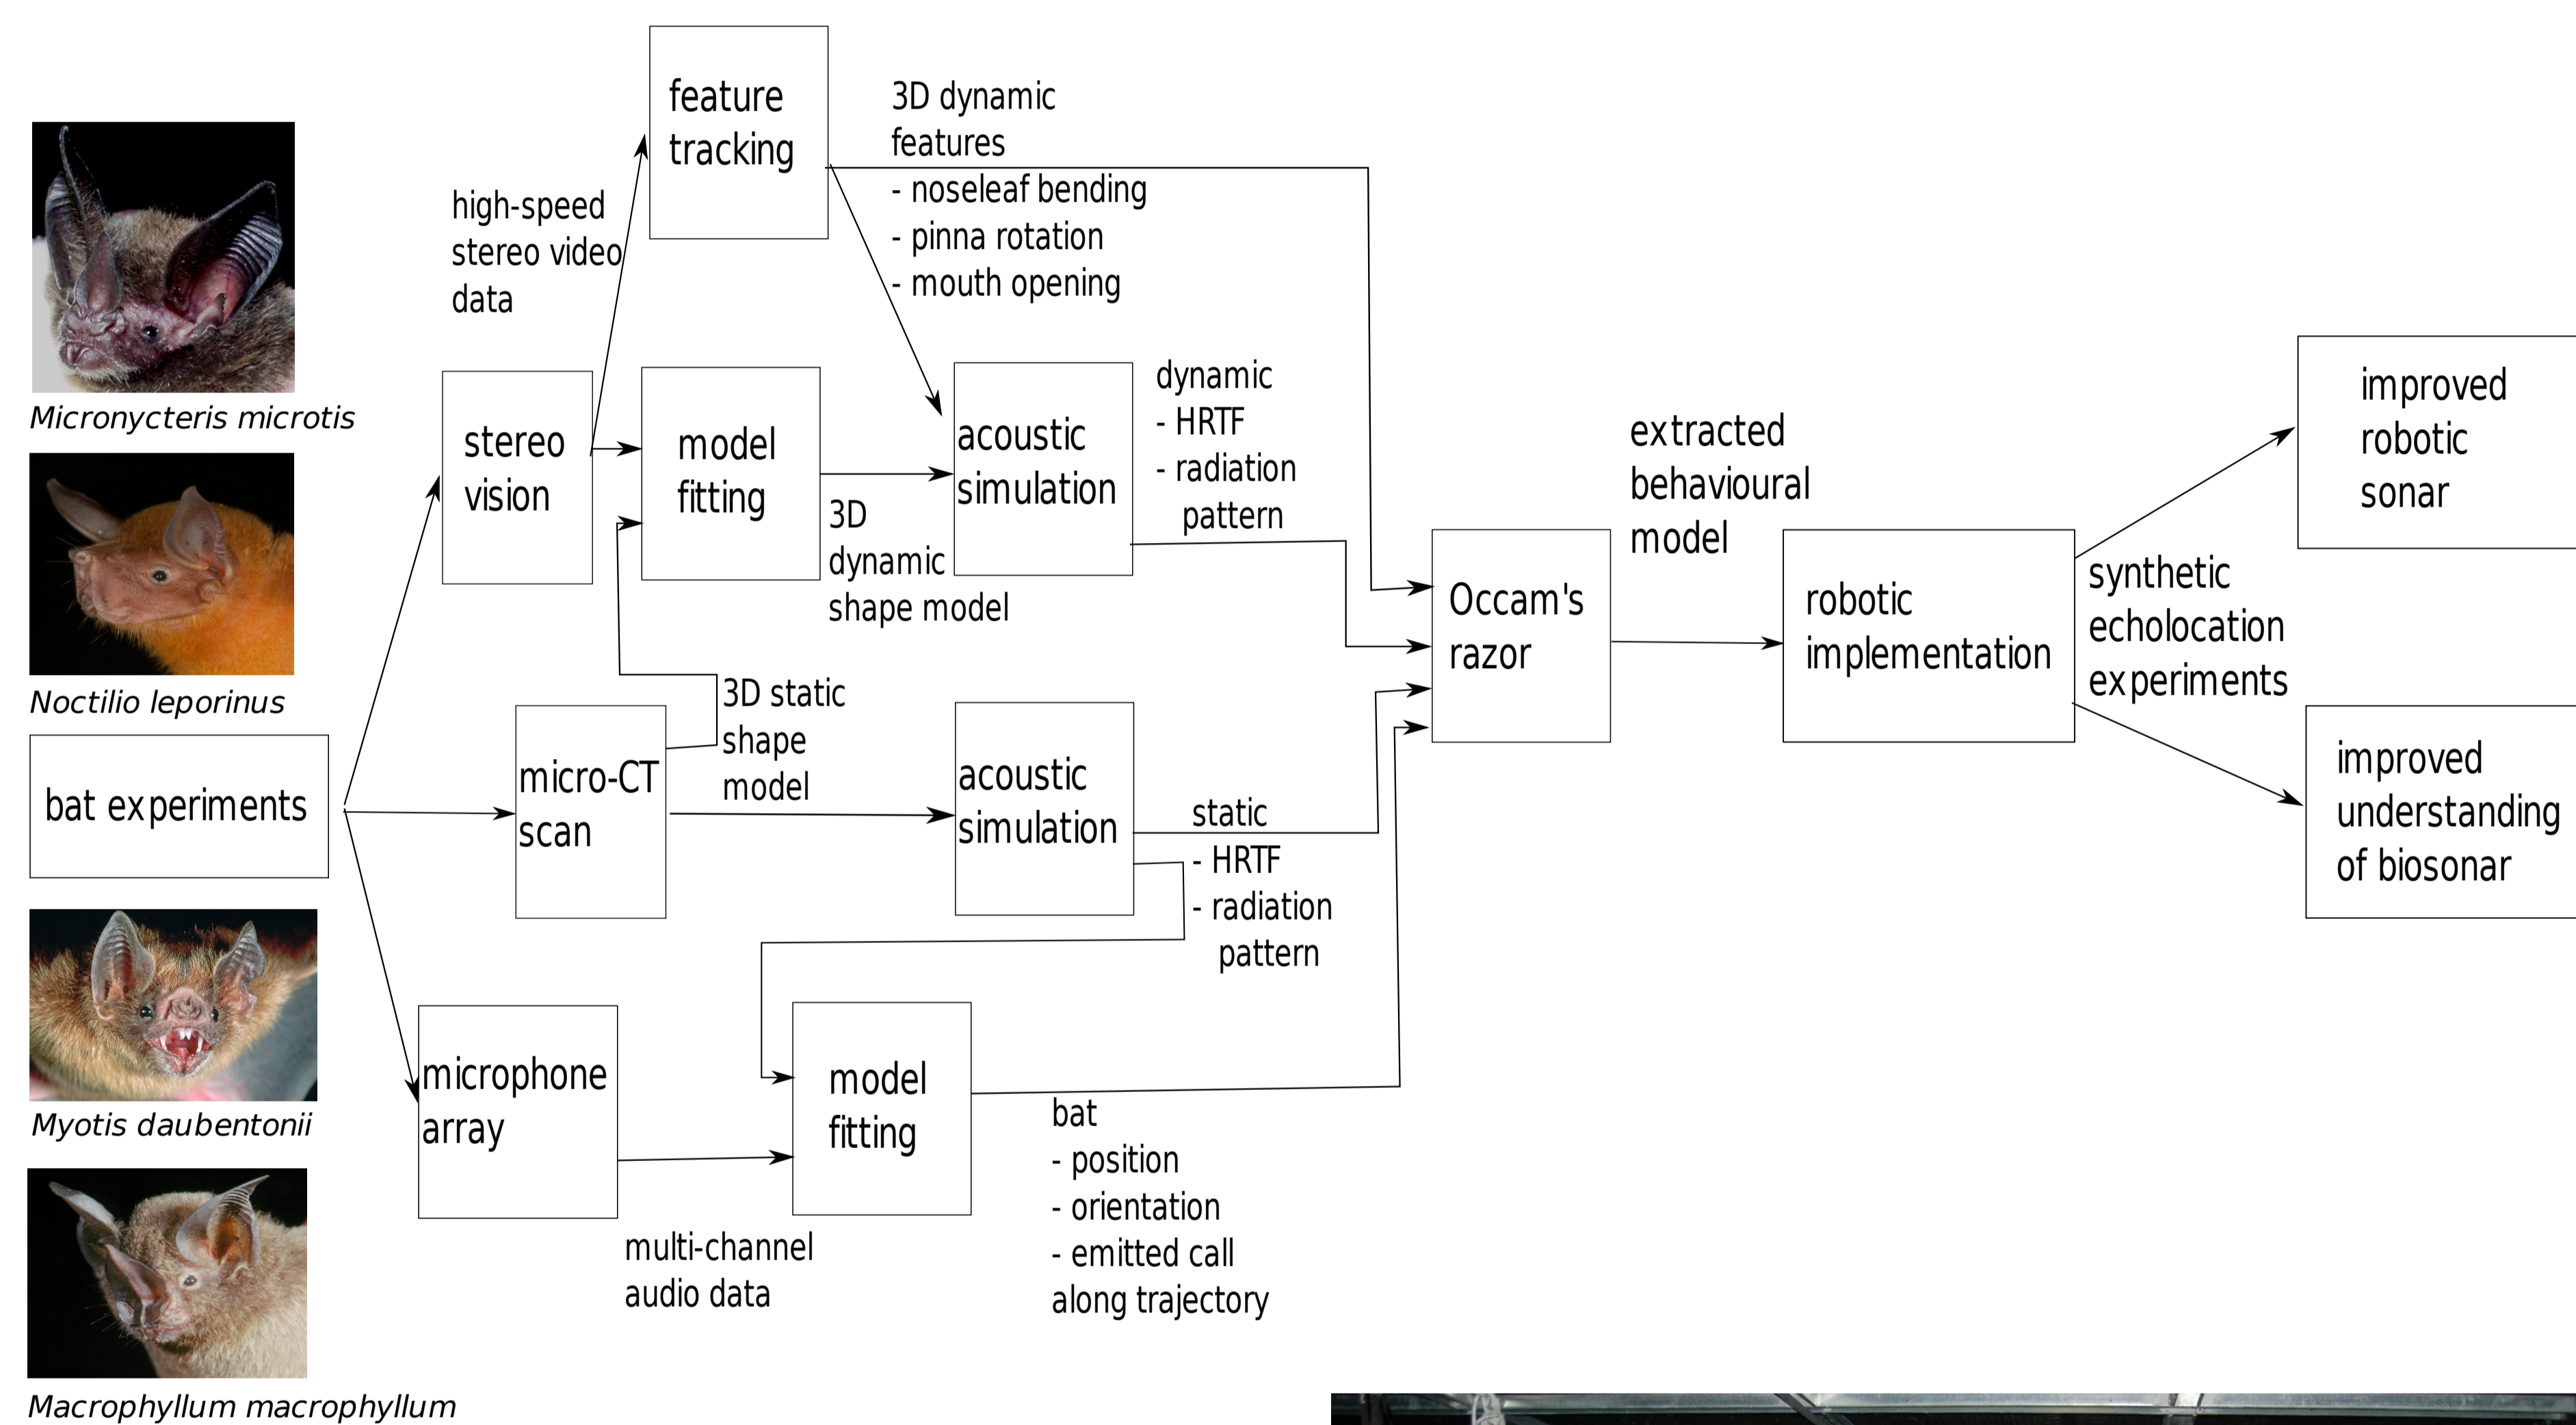 feature
tracking
3D dynamic
features
- noseleaf bending
- pinna rotation
- mouth opening
high-speed
stereo video
data
Micronycteris microtis
stereo
vision
model
fitting
3D
dynamic
shape model
acoustic
simulation
dynamic
- HRTF
- radiation
pattern
extracted
behavioural
model
improved
robotic
sonar
Noctilio leporinus
bat experiments
micro-CT
scan
3D static
shape
model
acoustic
simulation
static
- HRTF
- radiation
pattern
Occam's
razor
robotic
implementation
synthetic
echolocation
experiments
improved
understanding
of biosonar
Myotis daubentonii
microphone
array
multi-channel
audio data
model
fitting
bat
- position
- orientation
- emitted call
along trajectory
Macrophyllum macrophyllum